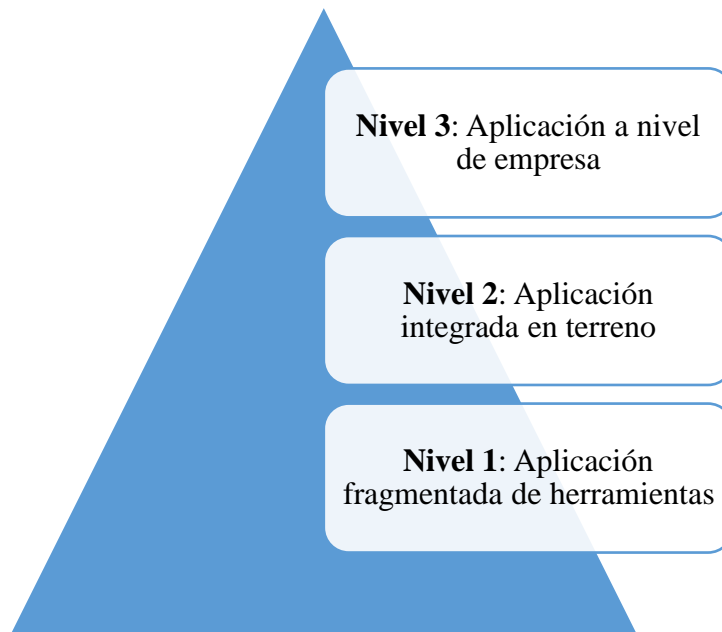 Nivel 3: Aplicación a nivel
de empresa
Nivel 2: Aplicación
integrada en terreno
Nivel 1: Aplicación
fragmentada de herramientas